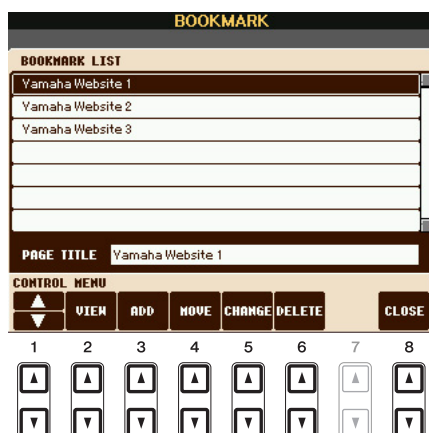 BOOKMARK
BOOKMARK LIST
Yamaha Website 1
Yamaha Website 2
Yamaha Website 3
PAGE TITLE Yamaha Website 1
CONTROL MENU
VIEW ADD MOVE CHANGE DELETE CLOSE
1 2 3 4 5 6 7 8